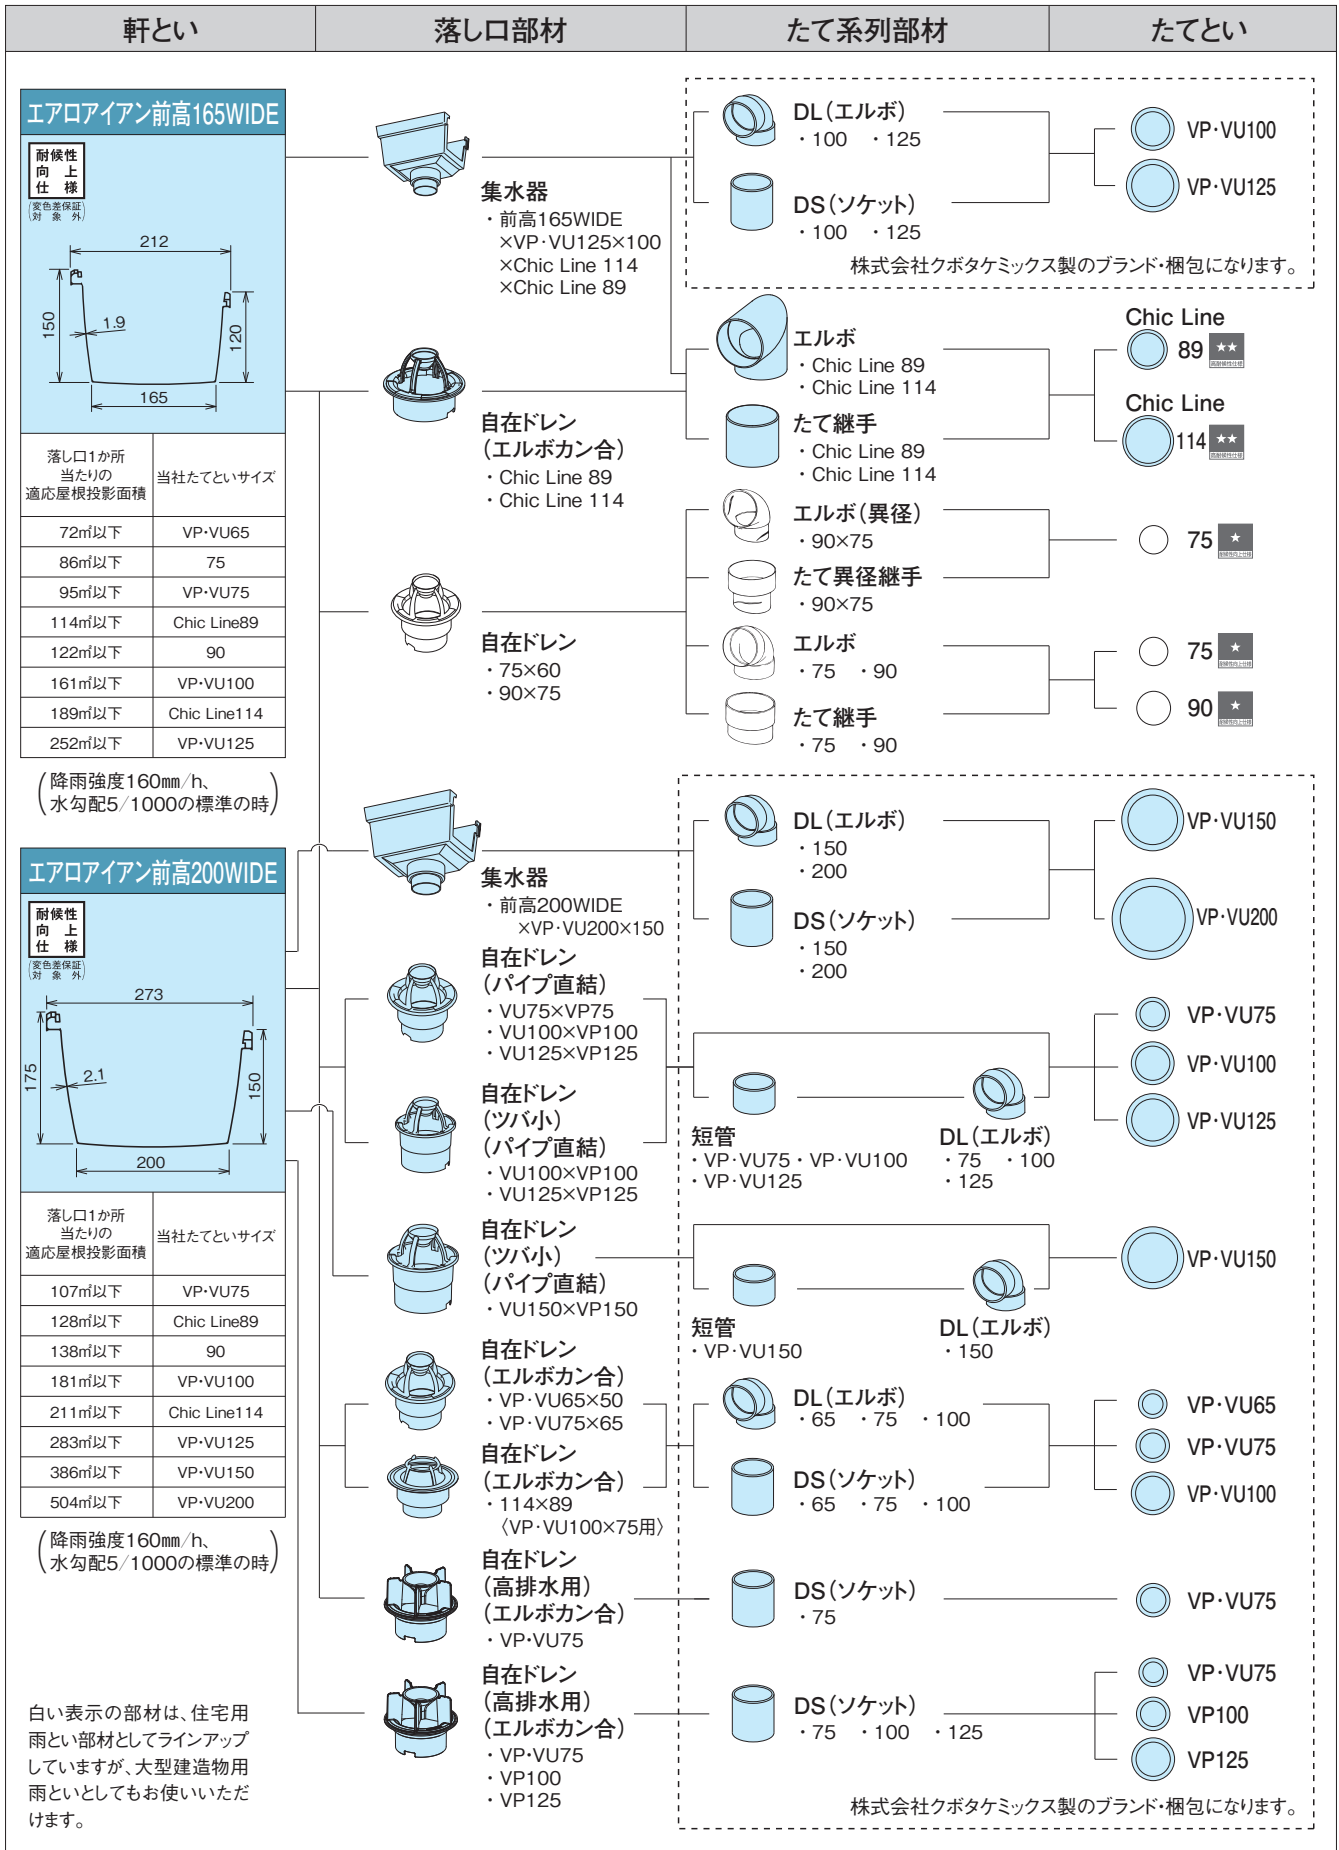 軒とい
落し口部材
たて系列部材
たてとい
エアロアイアン前高165WIDE
耐候性
向上
仕様
(変色差保証
対象外)
212
150
1.9
120
165
落し口1か所
当たりの
適応屋根投影面積
当社たてといサイズ
72㎡以下 VP・VU65
86㎡以下 75
95㎡以下 VP・VU75
114㎡以下 Chic Line89
122㎡以下 90
161㎡以下 VP・VU100
189㎡以下 Chic Line114
252㎡以下 VP・VU125
(降雨強度160㎜/h、
水勾配5/1000の標準の時)
集水器
・前高165WIDE
×VP・VU125×100
×Chic Line 114
×Chic Line 89
自在ドレン
(エルボカン合)
・Chic Line 89
・Chic Line 114
自在ドレン
・75×60
・90×75
DL(エルボ)
・100 ・125
DS(ソケット)
・100 ・125
VP・VU100
VP・VU125
株式会社クボタケミックス製のブランド・梱包になります。
エルボ
・Chic Line 89
・Chic Line 114
たて継手
・Chic Line 89
・Chic Line 114
Chic Line
89 ★★
高耐候性仕様
Chic Line
114 ★★
高耐候性仕様
エルボ(異径)
・90×75
たて異径継手
・90×75
75 ★
耐候性向上仕様
エルボ
・75 ・90
たて継手
・75 ・90
75 ★
耐候性向上仕様
90 ★
耐候性向上仕様
エアロアイアン前高200WIDE
耐候性
向上
仕様
(変色差保証
対象外)
273
175
2.1
150
200
落し口1か所
当たりの
適応屋根投影面積
当社たてといサイズ
107㎡以下 VP・VU75
128㎡以下 Chic Line89
138㎡以下 90
181㎡以下 VP・VU100
211㎡以下 Chic Line114
283㎡以下 VP・VU125
386㎡以下 VP・VU150
504㎡以下 VP・VU200
(降雨強度160㎜/h、
水勾配5/1000の標準の時)
白い表示の部材は、住宅用
雨とい部材としてラインアップ
していますが、大型建造物用
雨といとしてもお使いいただ
けます。
集水器
・前高200WIDE
×VP・VU200×150
DL(エルボ)
・150
・200
DS(ソケット)
・150
・200
VP・VU150
VP・VU200
自在ドレン
(パイプ直結)
・VU75×VP75
・VU100×VP100
・VU125×VP125
自在ドレン
(ツバ小)
(パイプ直結)
・VU100×VP100
・VU125×VP125
短管
・VP・VU75 ・VP・VU100
・VP・VU125
DL(エルボ)
・75 ・100
・125
VP・VU75
VP・VU100
VP・VU125
自在ドレン
(ツバ小)
(パイプ直結)
・VU150×VP150
短管
・VP・VU150
DL(エルボ)
・150
VP・VU150
自在ドレン
(エルボカン合)
・VP・VU65×50
・VP・VU75×65
自在ドレン
(エルボカン合)
・114×89
〈VP・VU100×75用〉
DL(エルボ)
・65 ・75 ・100
DS(ソケット)
・65 ・75 ・100
VP・VU65
VP・VU75
VP・VU100
自在ドレン
(高排水用)
(エルボカン合)
・VP・VU75
DS(ソケット)
・75
VP・VU75
自在ドレン
(高排水用)
(エルボカン合)
・VP・VU75
・VP100
・VP125
DS(ソケット)
・75 ・100 ・125
VP・VU75
VP100
VP125
株式会社クボタケミックス製のブランド・梱包になります。